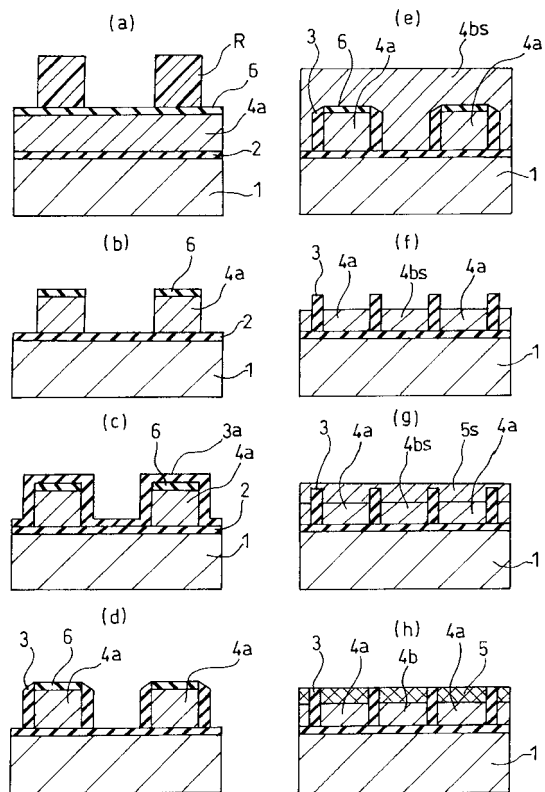 (a)
R
6
4a
2
1
(b)
6
4a
2
1
(c)
3a
6
4a
2
1
(d)
3 6 4a 4a
1
(e)
3 6 4a 4bs 4a
1
(f)
3
4a 4bs 4a
1
(g)
3 4a 4bs 5s 4a
1
(h)
3 4a 4b 4a 5
1